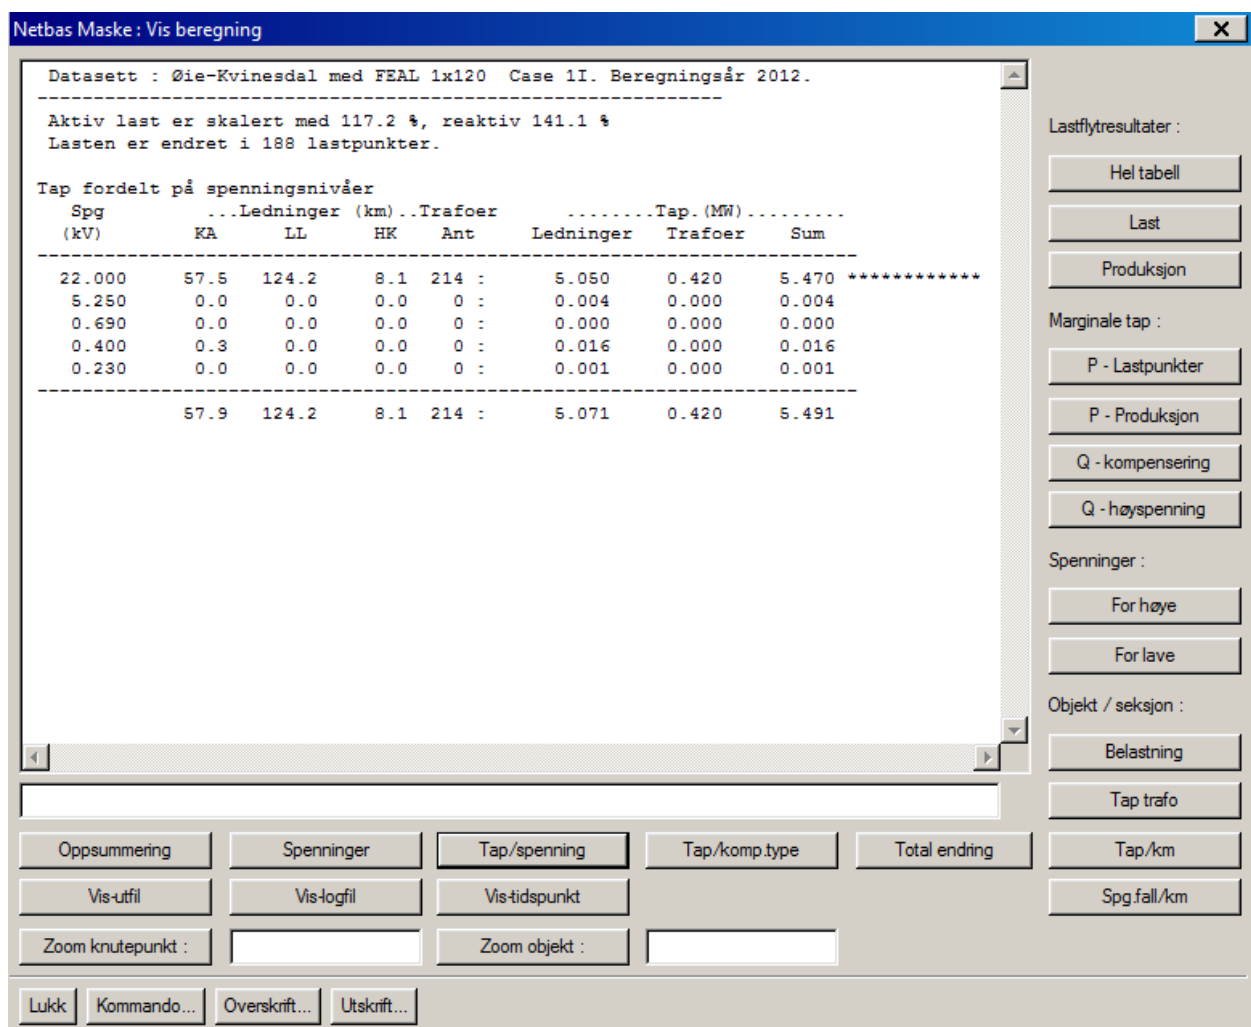 Netbas Maske : Vis beregning
Datasett : Øie-Kvinesdal med FEAL 1x120 Case 1I. Beregningsår 2012.
------------------------------------------------------------
Aktiv last er skalert med 117.2 %, reaktiv 141.1 %
Lasten er endret i 188 lastpunkter.
Tap fordelt på spenningsnivåer
Spg ...Ledninger (km)..Trafoer ........Tap.(MW).........
(kV) KA LL HK Ant Ledninger Trafoer Sum
------------------------------------------------------------------------
22.000 57.5 124.2 8.1 214 : 5.050 0.420 5.470 ************
5.250 0.0 0.0 0.0 0 : 0.004 0.000 0.004
0.690 0.0 0.0 0.0 0 : 0.000 0.000 0.000
0.400 0.3 0.0 0.0 0 : 0.016 0.000 0.016
0.230 0.0 0.0 0.0 0 : 0.001 0.000 0.001
------------------------------------------------------------------------
57.9 124.2 8.1 214 : 5.071 0.420 5.491
Lastflytresultater :
Hel tabell
Last
Produksjon
Marginale tap :
P - Lastpunkter
P - Produksjon
Q - kompensering
Q - høyspenning
Spenninger :
For høye
For lave
Objekt / seksjon :
Belastning
Tap trafo
Oppsummering Spenninger Tap/spenning Tap/komp.type Total endring Tap/km
Vis-utfil Vis-logfil Vis-tidspunkt Spg.fall/km
Zoom knutepunkt : Zoom objekt :
Lukk Kommando... Overskrift... Utskrift...